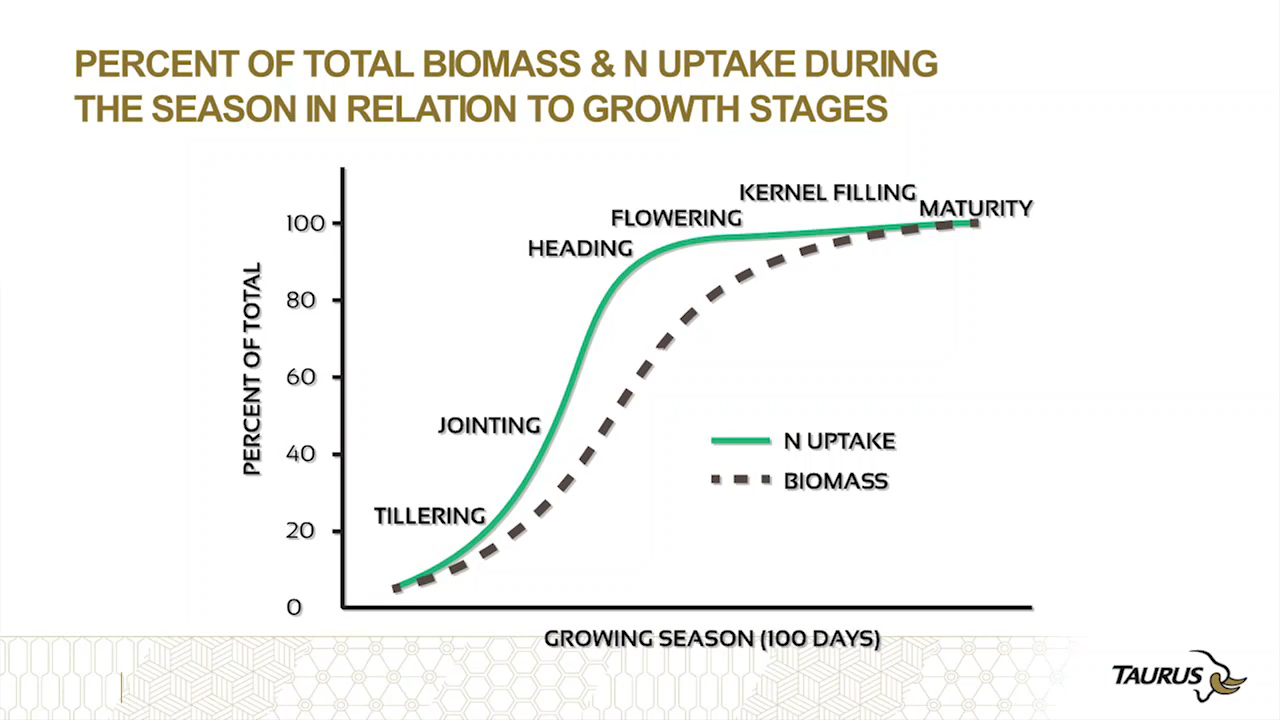 PERCENT OF TOTAL BIOMASS & N UPTAKE DURING
THE SEASON IN RELATION TO GROWTH STAGES
KERNEL FILLING
MATURITY
FLOWERING
HEADING
JOINTING
TILLERING
PERCENT OF TOTAL
100
80
60
40
20
0
N UPTAKE
BIOMASS
GROWING SEASON (100 DAYS)
TAURUS